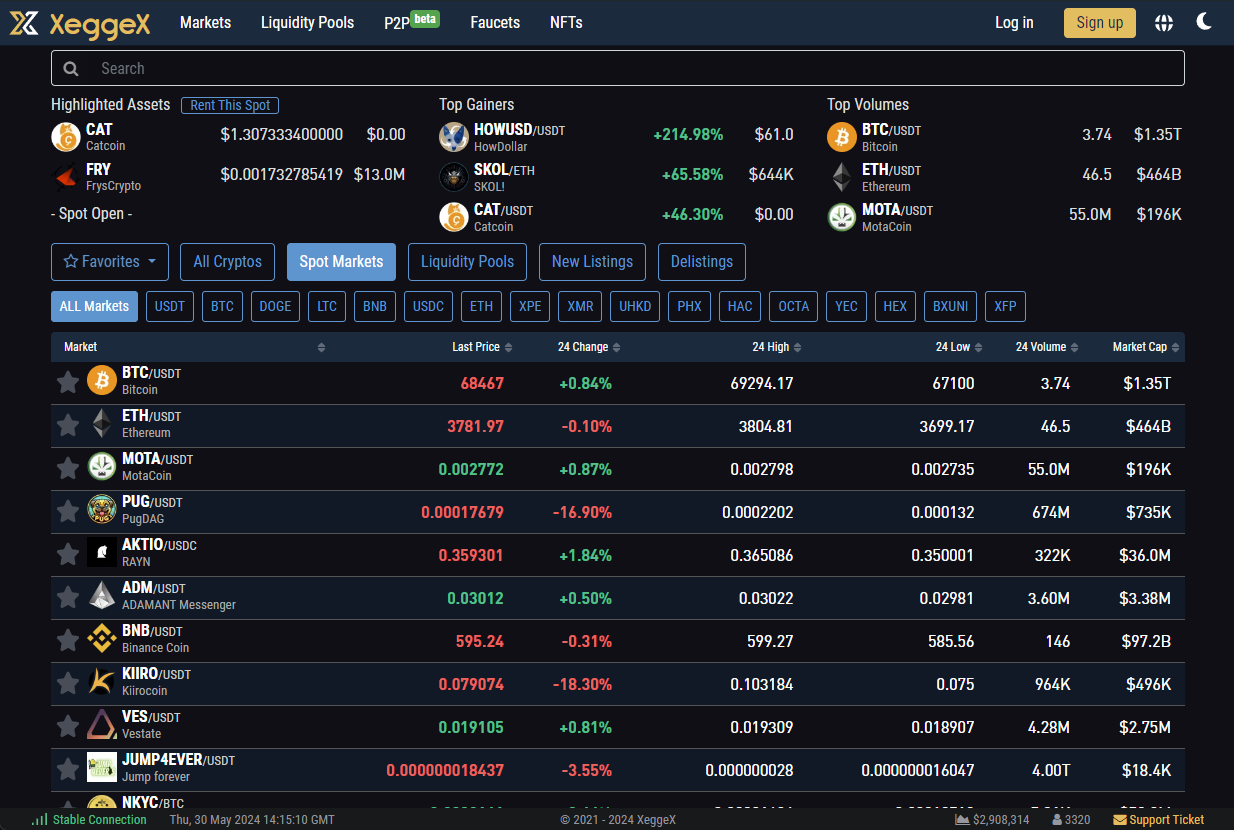 XeggeX Markets Liquidity Pools P2P beta Faucets NFTs Log in Sign up
Search
Highlighted Assets Rent This Spot
CAT $1.307333400000 $0.00
Catcoin
FRY $0.001732785419 $13.0M
FrysCrypto
- Spot Open -
Top Gainers
HOWUSD/USDT +214.98% $61.0
HowDollar
SKOL/ETH +65.58% $644K
SKOL!
CAT/USDT +46.30% $0.00
Catcoin
Top Volumes
BTC/USDT 3.74 $1.35T
Bitcoin
ETH/USDT 46.5 $464B
Ethereum
MOTA/USDT 55.0M $196K
MotaCoin
Favorites All Cryptos Spot Markets Liquidity Pools New Listings Delistings
ALL Markets USDT BTC DOGE LTC BNB USDC ETH XPE XMR UHKD PHX HAC OCTA YEC HEX BXUNI XFP
Market Last Price 24 Change 24 High 24 Low 24 Volume Market Cap
BTC/USDT 68467 +0.84% 69294.17 67100 3.74 $1.35T
Bitcoin
ETH/USDT 3781.97 -0.10% 3804.81 3699.17 46.5 $464B
Ethereum
MOTA/USDT 0.002772 +0.87% 0.002798 0.002735 55.0M $196K
MotaCoin
PUG/USDT 0.00017679 -16.90% 0.0002202 0.000132 674M $735K
PugDAG
AKTIO/USDC 0.359301 +1.84% 0.365086 0.350001 322K $36.0M
RAYN
ADM/USDT 0.03012 +0.50% 0.03022 0.02981 3.60M $3.38M
ADAMANT Messenger
BNB/USDT 595.24 -0.31% 599.27 585.56 146 $97.2B
Binance Coin
KIIRO/USDT 0.079074 -18.30% 0.103184 0.075 964K $496K
Kiirocoin
VES/USDT 0.019105 +0.81% 0.019309 0.018907 4.28M $2.75M
Vestate
JUMP4EVER/USDT 0.000000018437 -3.55% 0.000000028 0.000000016047 4.00T $18.4K
Jump forever
NKYC/BTC
Stable Connection Thu, 30 May 2024 14:15:10 GMT © 2021 - 2024 XeggeX $2,908,314 3320 Support Ticket